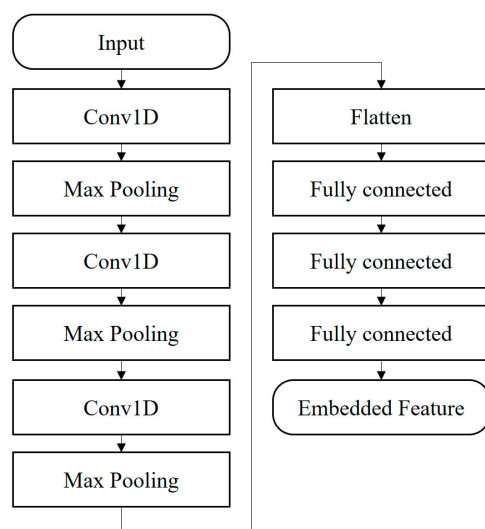 Input
Conv1D
Max Pooling
Conv1D
Max Pooling
Conv1D
Max Pooling
Flatten
Fully connected
Fully connected
Fully connected
Embedded Feature